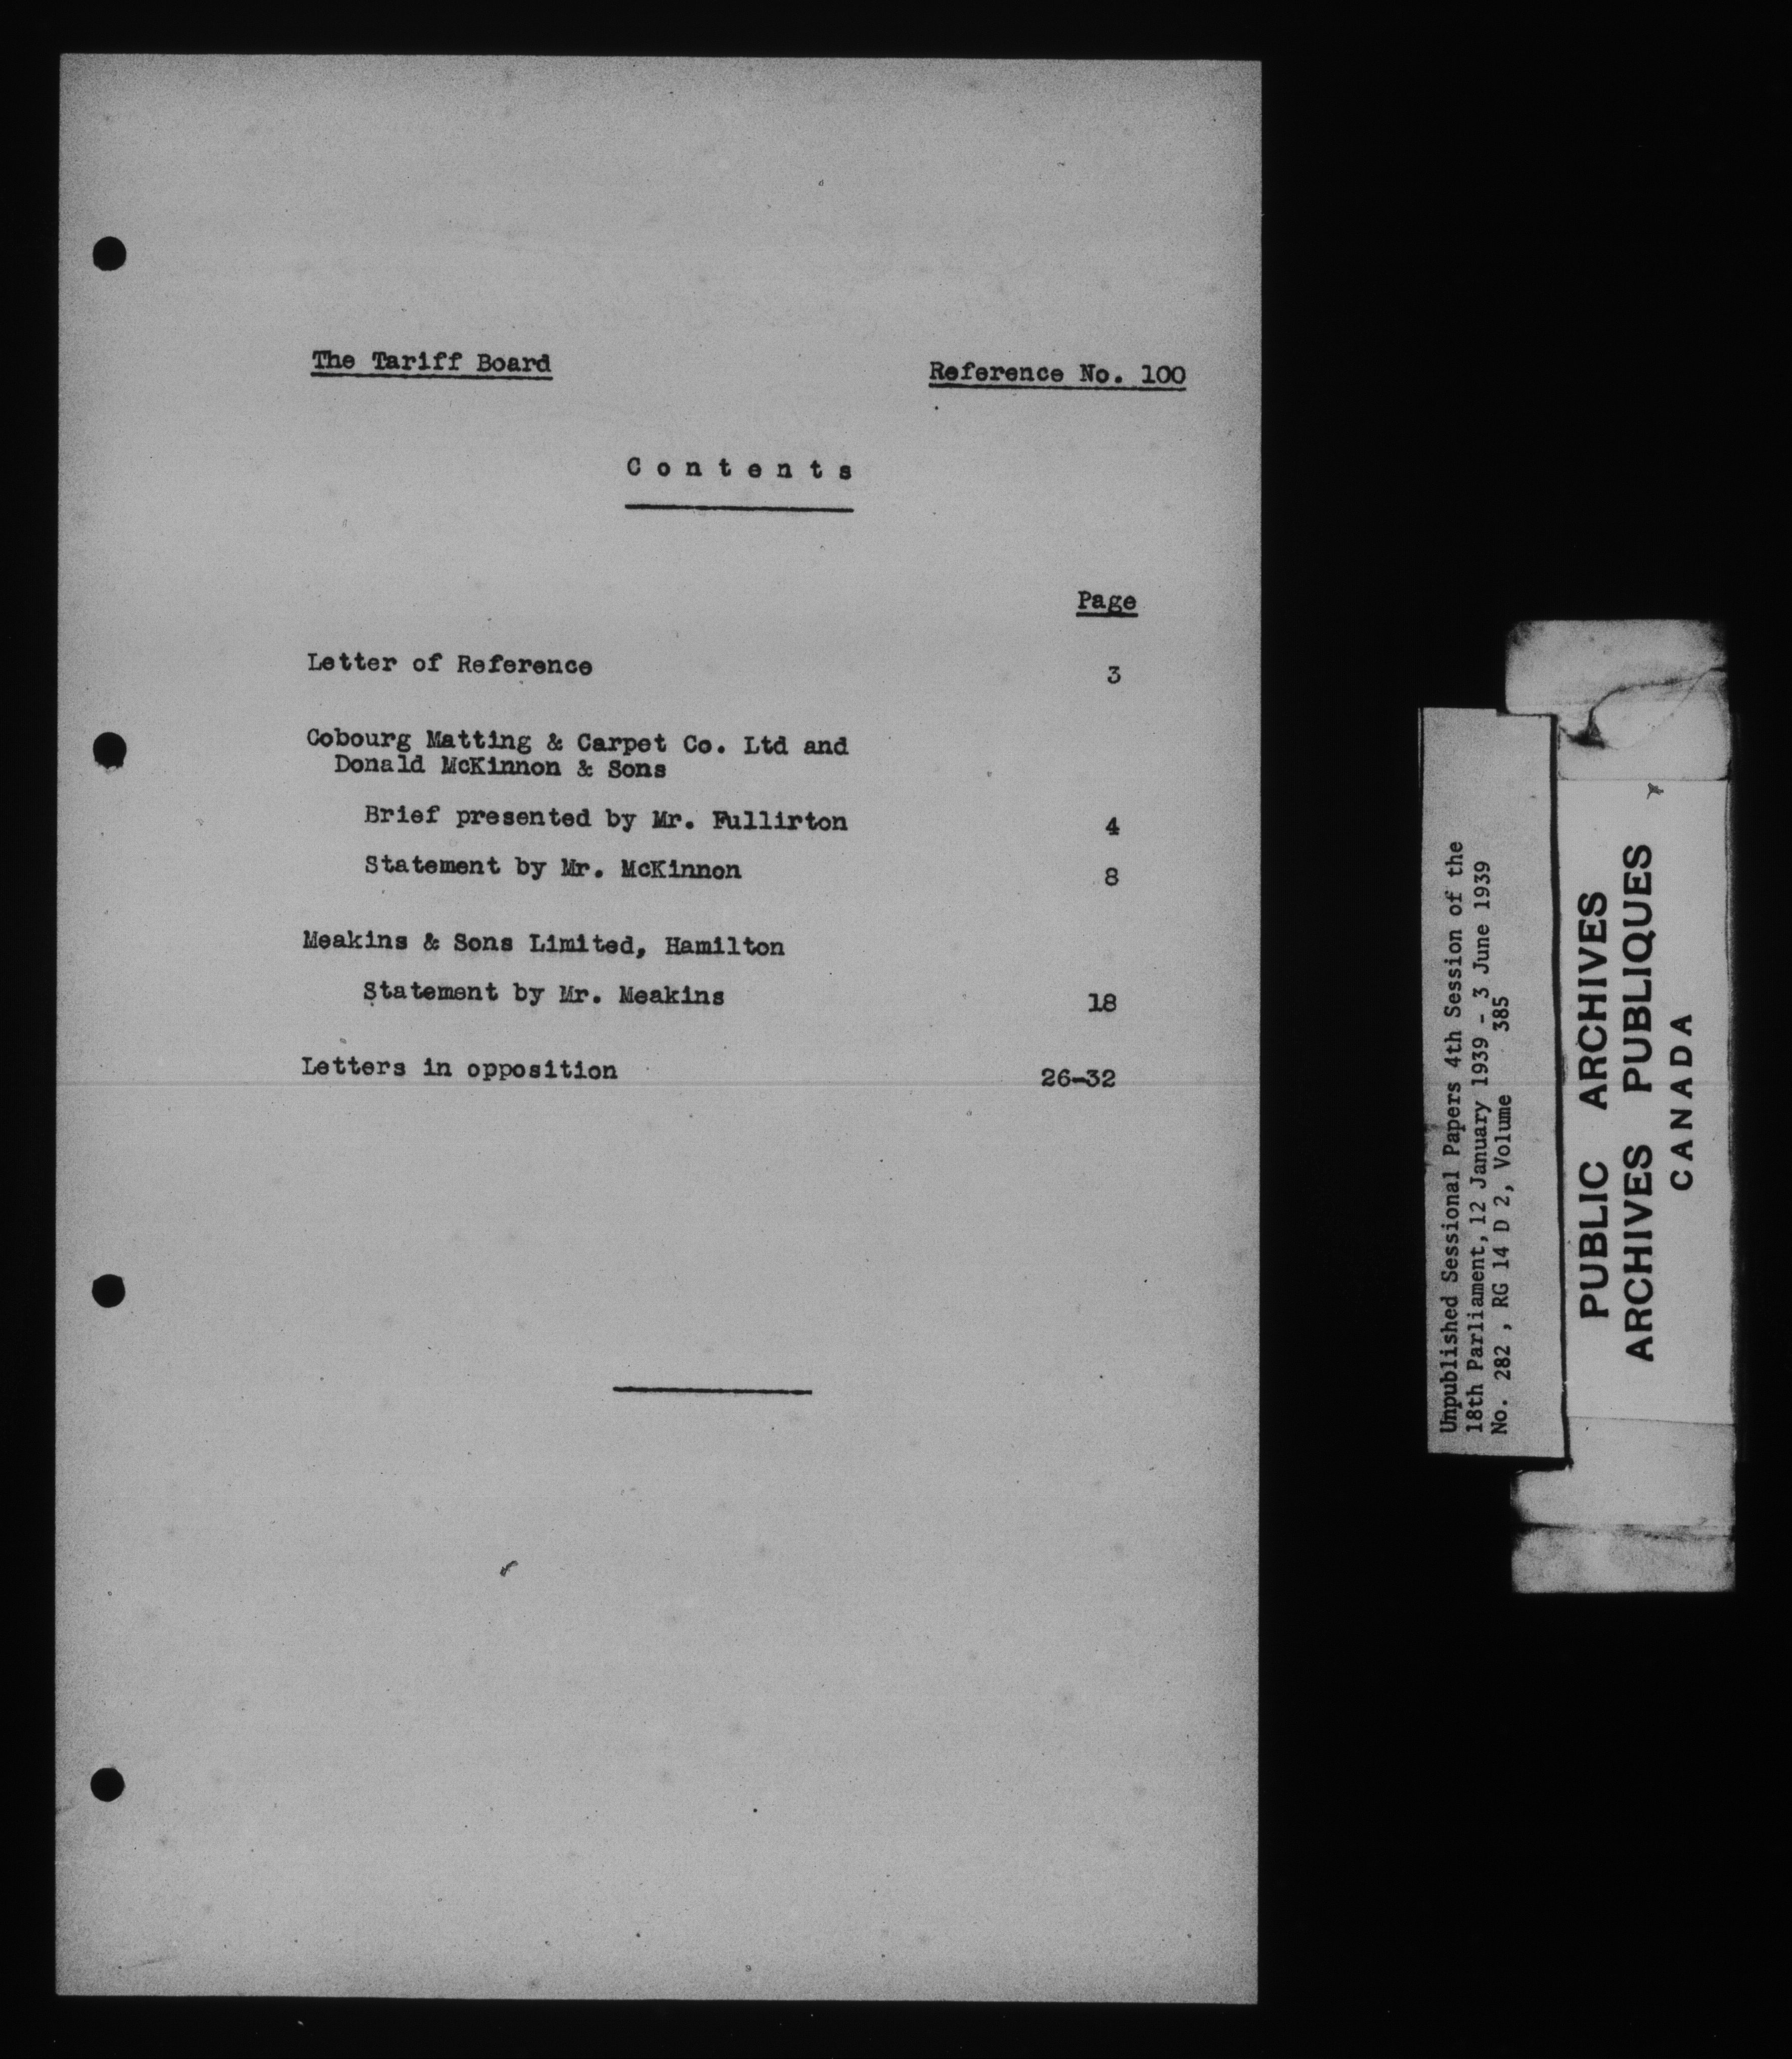 The Tariff Board
Reference No. 100
Contents
Page
Letter of Reference 3
Cobourg Matting & Carpet Co. Ltd and
Donald McKinnon & Sons
Brief presented by Mr. Fullirton 4
Statement by Mr. McKinnon 8
Meakins & Sons Limited, Hamilton
Statement by Mr. Meakins 18
Letters in opposition 26-32
Unpublished Sessional Papers 4th Session of the
18th Parliament, 12 January 1939 - 3 June 1939
No. 282 , RG 14 D 2, Volume 385
PUBLIC ARCHIVES
ARCHIVES PUBLIQUES
CANADA